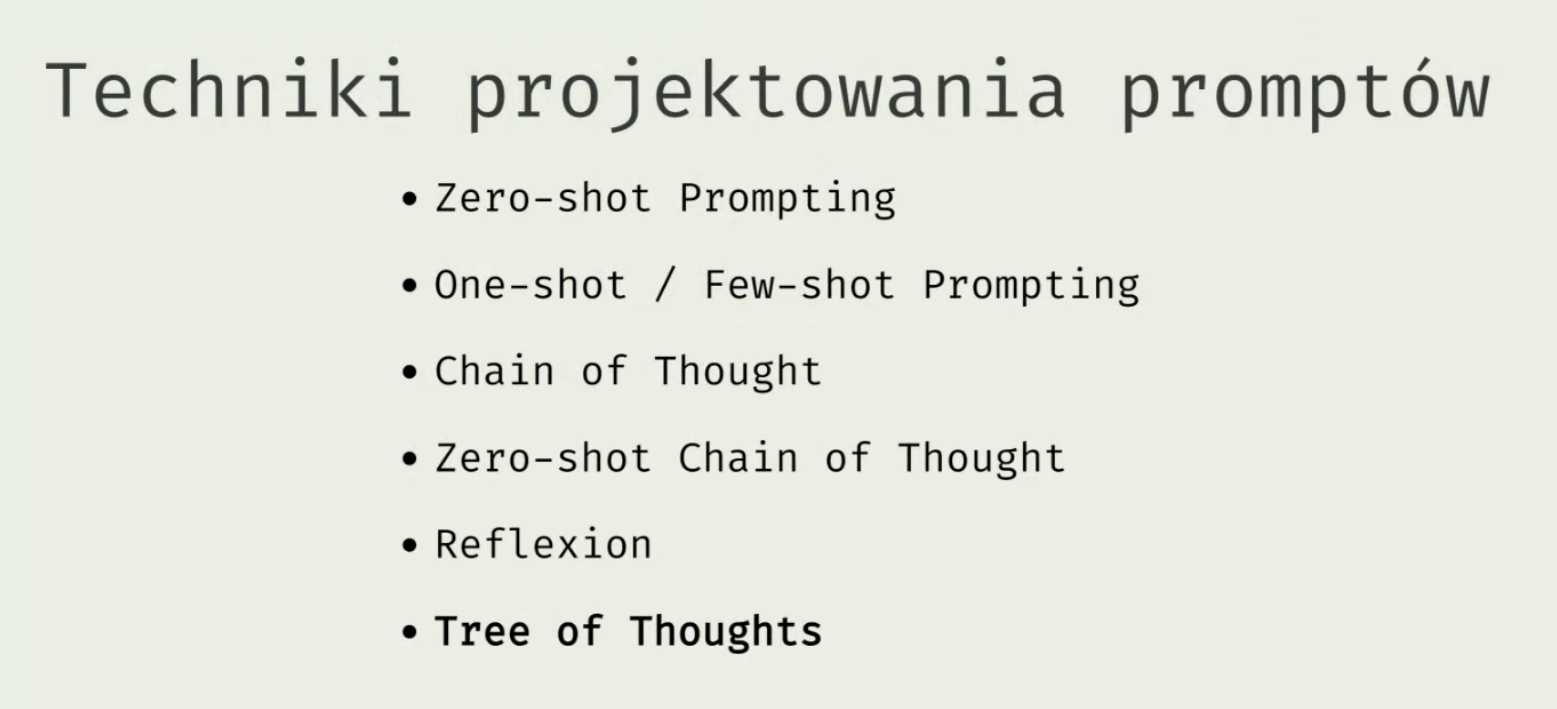 Techniki projektowania promptów
• Zero-shot Prompting
• One-shot / Few-shot Prompting
• Chain of Thought
• Zero-shot Chain of Thought
• Reflexion
• Tree of Thoughts